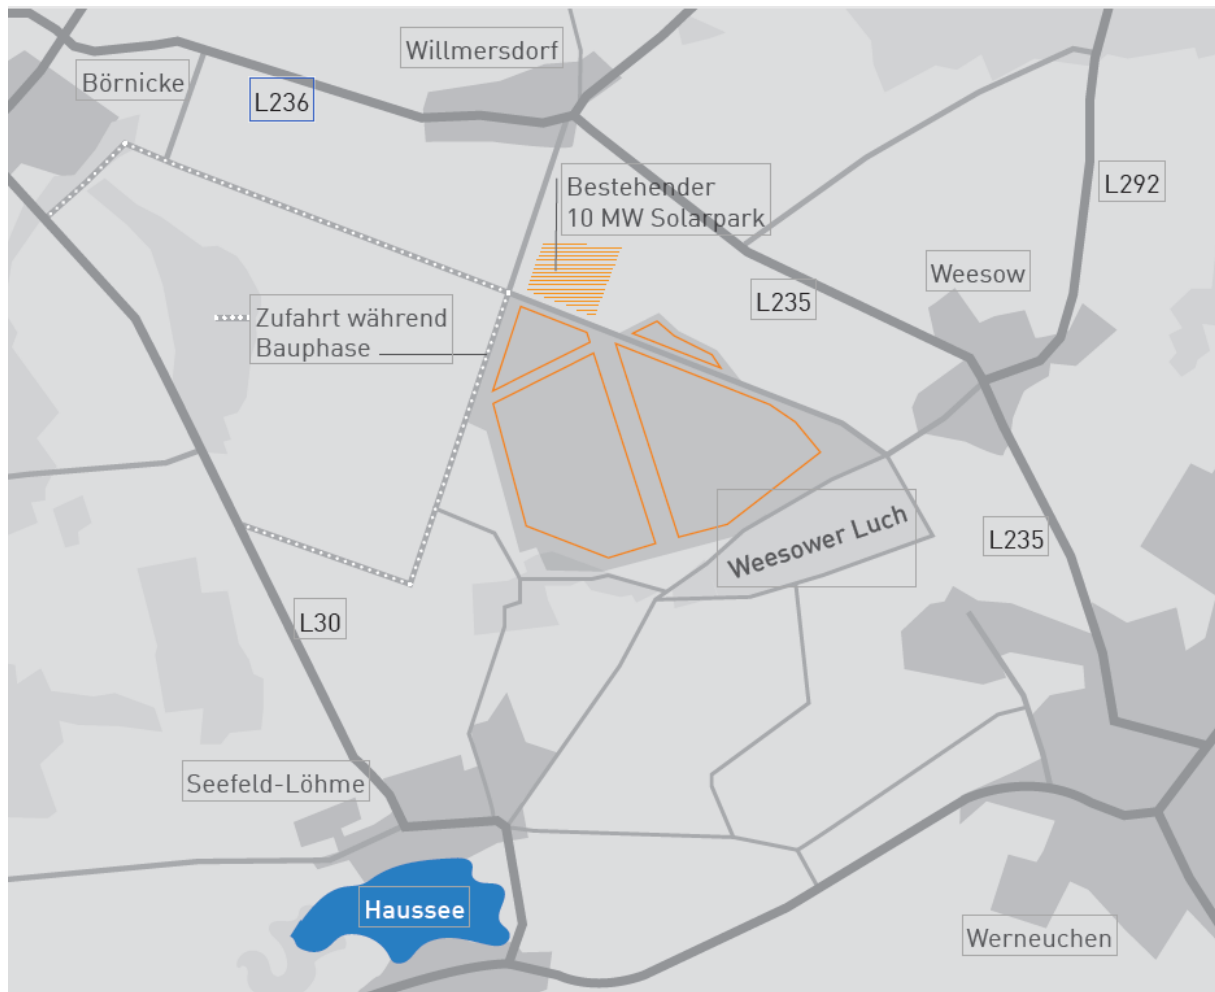 Willmersdorf
Börnicke
L236
Bestehender
10 MW Solarpark
L292
Weesow
L235
Zufahrt während
Bauphase
Weesower Luch
L235
L30
Seefeld-Löhme
Haussee
Werneuchen